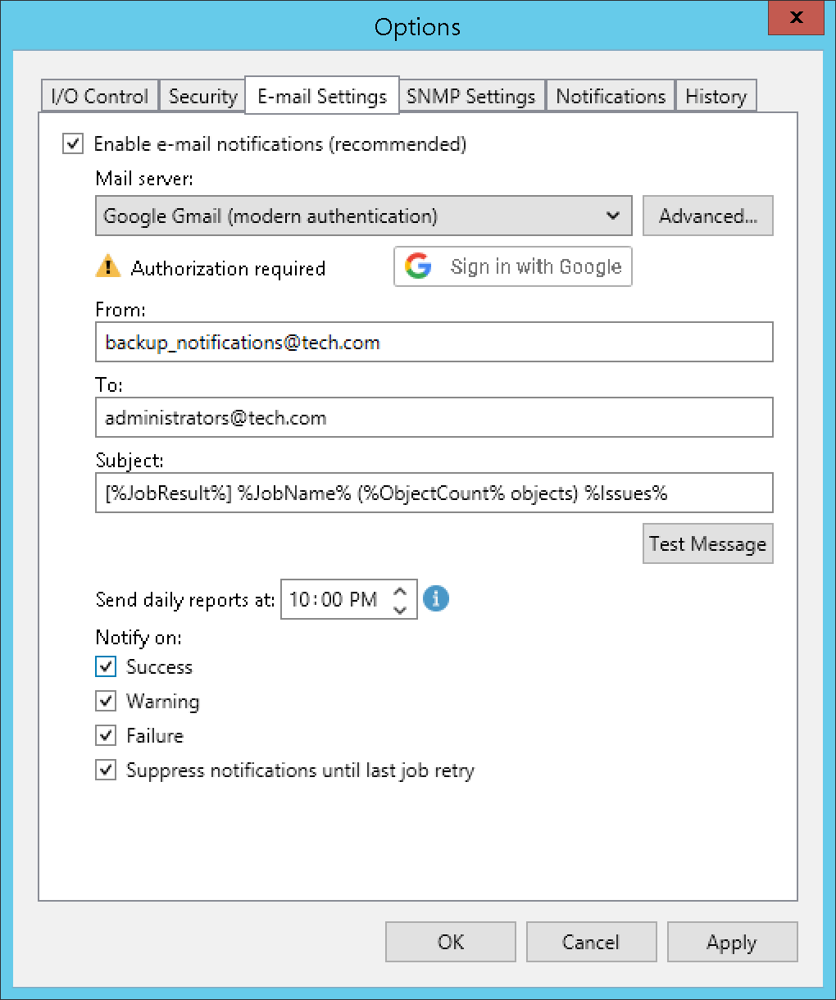 Options
x
I/O Control Security E-mail Settings SNMP Settings Notifications History
Enable e-mail notifications (recommended)
Mail server:
Google Gmail (modern authentication) Advanced...
Authorization required Sign in with Google
From:
backup_notifications@tech.com
To:
administrators@tech.com
Subject:
[%JobResult%] %JobName% (%ObjectCount% objects) %Issues%
Test Message
Send daily reports at: 10:00 PM
Notify on:
Success
Warning
Failure
Suppress notifications until last job retry
OK Cancel Apply